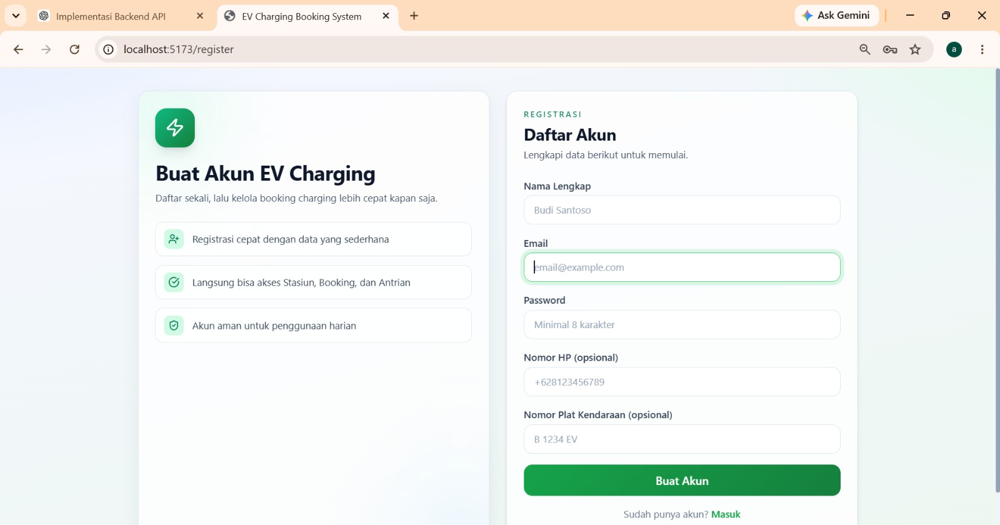 Implementasi Backend API
EV Charging Booking System
Ask Gemini
localhost:5173/register
a
Buat Akun EV Charging
Daftar sekali, lalu kelola booking charging lebih cepat kapan saja.
Registrasi cepat dengan data yang sederhana
Langsung bisa akses Stasiun, Booking, dan Antrian
Akun aman untuk penggunaan harian
REGISTRASI
Daftar Akun
Lengkapi data berikut untuk memulai.
Nama Lengkap
Budi Santoso
Email
email@example.com
Password
Minimal 8 karakter
Nomor HP (opsional)
+628123456789
Nomor Plat Kendaraan (opsional)
B 1234 EV
Buat Akun
Sudah punya akun? Masuk